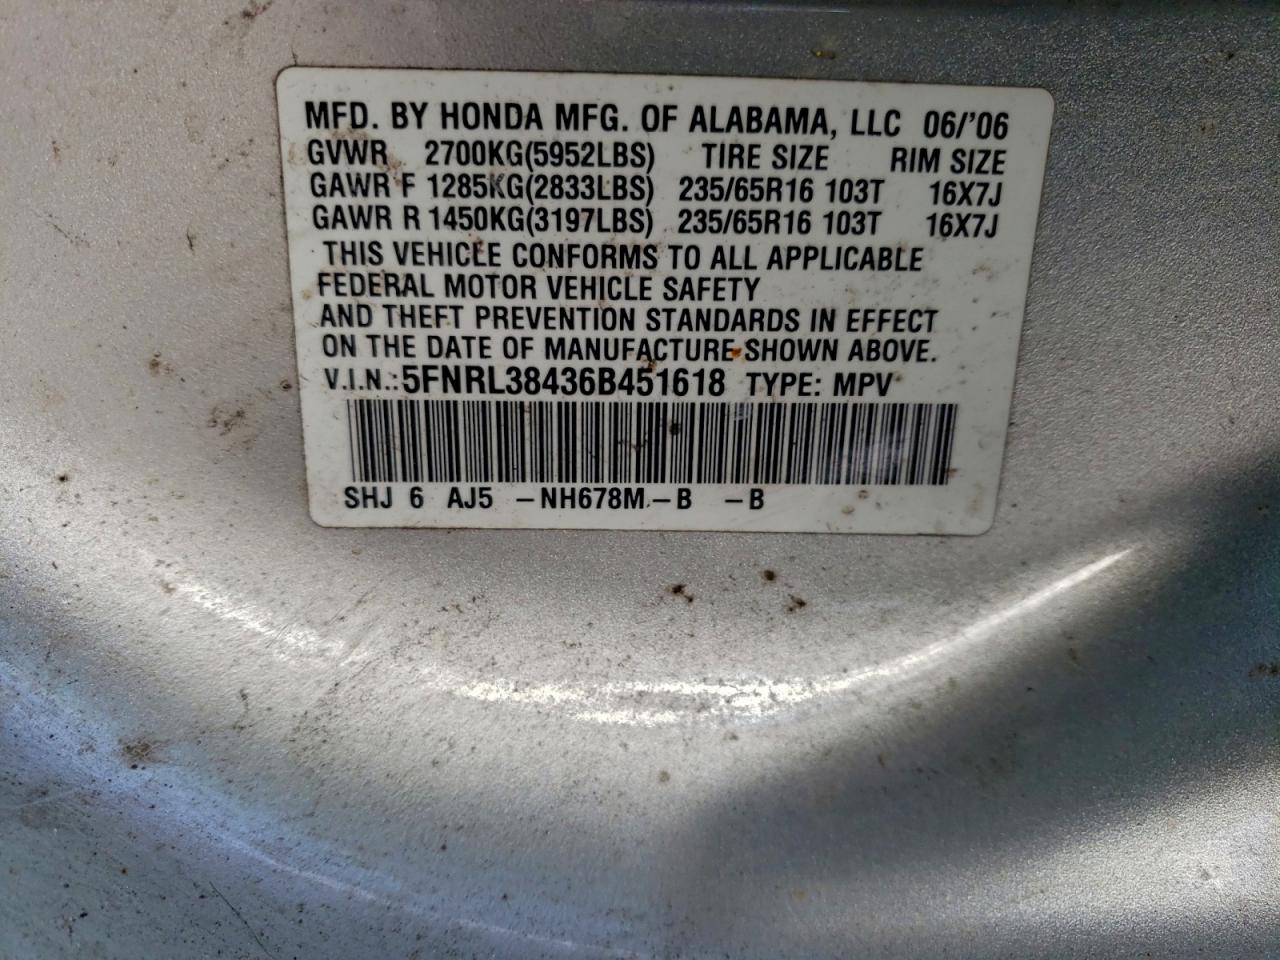 MFD. BY HONDA MFG. OF ALABAMA, LLC 06/'06
GVWR 2700KG(5952LBS) TIRE SIZE RIM SIZE
GAWR F 1285KG(2833LBS) 235/65R16 103T 16X7J
GAWR R 1450KG(3197LBS) 235/65R16 103T 16X7J
THIS VEHICLE CONFORMS TO ALL APPLICABLE
FEDERAL MOTOR VEHICLE SAFETY
AND THEFT PREVENTION STANDARDS IN EFFECT
ON THE DATE OF MANUFACTURE SHOWN ABOVE.
V.I.N.: 5FNRL38436B451618 TYPE: MPV
SHJ 6 AJ5 -NH678M-B -B